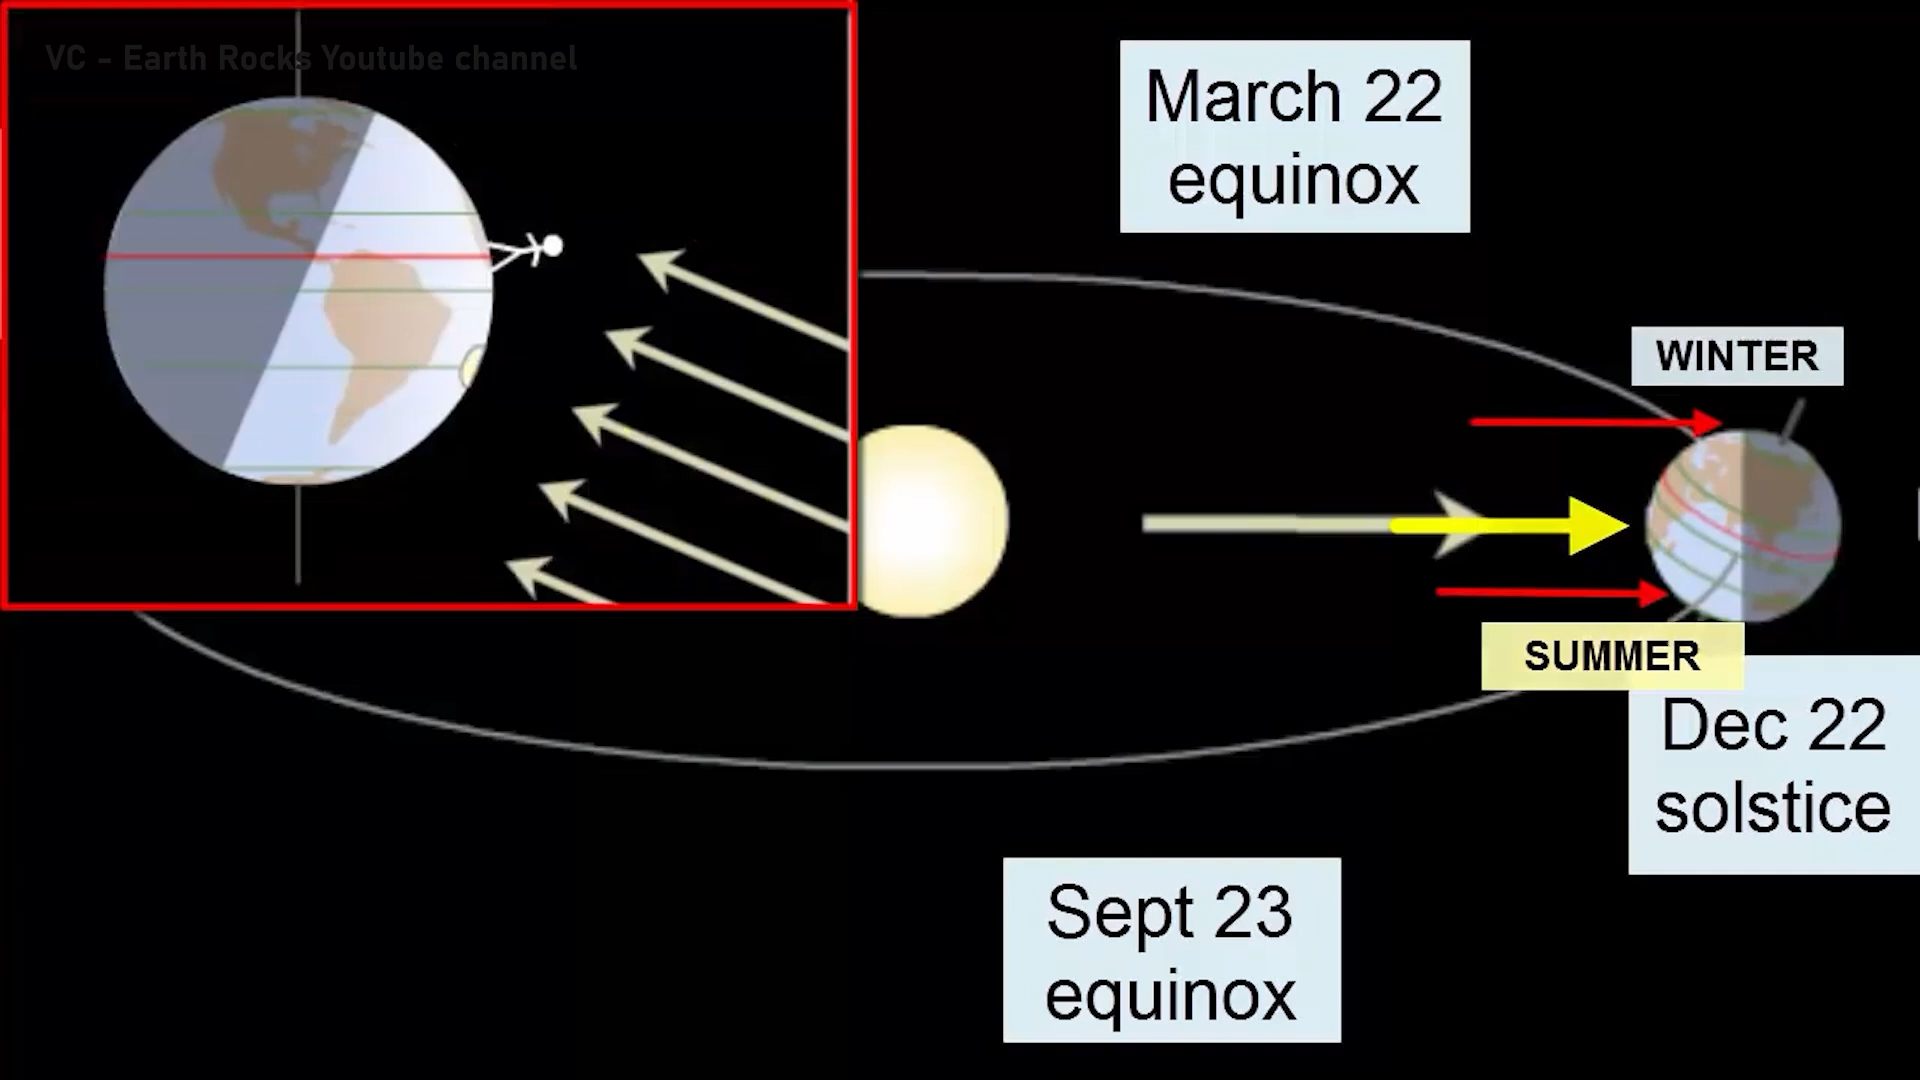 VC - Earth Rocks Youtube channel
March 22
equinox
WINTER
SUMMER
Dec 22
solstice
Sept 23
equinox